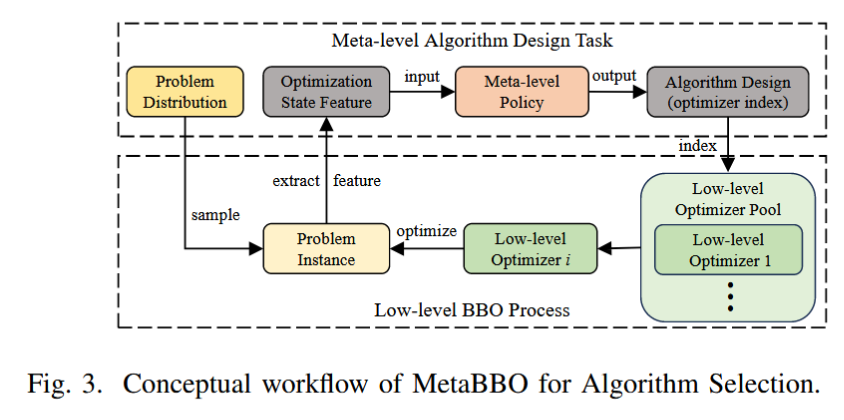 Meta-level Algorithm Design Task
Problem
Distribution
Optimization
State Feature
input
Meta-level
Policy
output
Algorithm Design
(optimizer index)
index
extract feature
sample
Problem
Instance
optimize
Low-level
Optimizer i
Low-level
Optimizer Pool
Low-level
Optimizer 1
Low-level BBO Process
Fig. 3. Conceptual workflow of MetaBBO for Algorithm Selection.